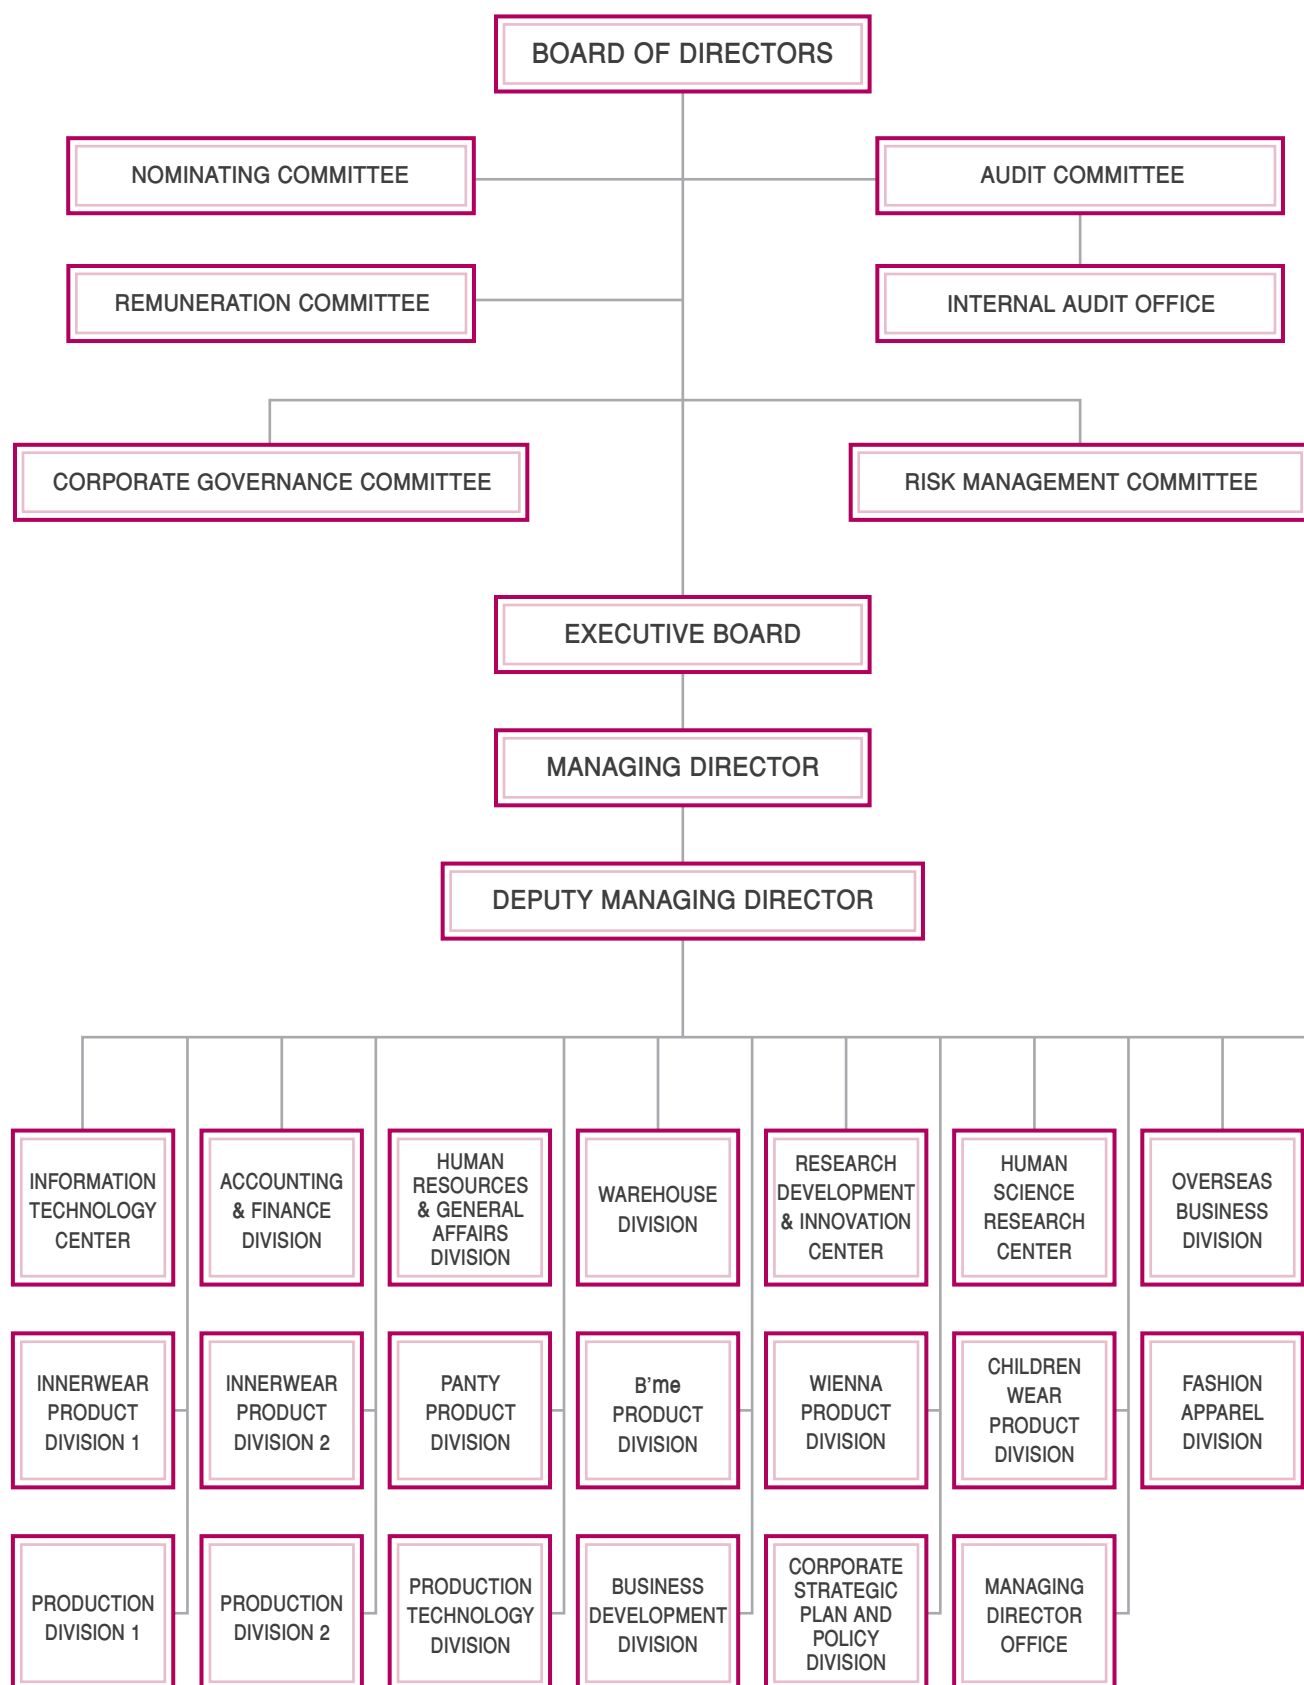 BOARD OF DIRECTORS
NOMINATING COMMITTEE
AUDIT COMMITTEE
REMUNERATION COMMITTEE
INTERNAL AUDIT OFFICE
CORPORATE GOVERNANCE COMMITTEE
RISK MANAGEMENT COMMITTEE
EXECUTIVE BOARD
MANAGING DIRECTOR
DEPUTY MANAGING DIRECTOR
INFORMATION
TECHNOLOGY
CENTER
ACCOUNTING
& FINANCE
DIVISION
HUMAN
RESOURCES
& GENERAL
AFFAIRS
DIVISION
WAREHOUSE
DIVISION
RESEARCH
DEVELOPMENT
& INNOVATION
CENTER
HUMAN
SCIENCE
RESEARCH
CENTER
OVERSEAS
BUSINESS
DIVISION
INNERWEAR
PRODUCT
DIVISION 1
INNERWEAR
PRODUCT
DIVISION 2
PANTY
PRODUCT
DIVISION
B’me
PRODUCT
DIVISION
WIENNA
PRODUCT
DIVISION
CHILDREN
WEAR
PRODUCT
DIVISION
FASHION
APPAREL
DIVISION
PRODUCTION
DIVISION 1
PRODUCTION
DIVISION 2
PRODUCTION
TECHNOLOGY
DIVISION
BUSINESS
DEVELOPMENT
DIVISION
CORPORATE
STRATEGIC
PLAN AND
POLICY
DIVISION
MANAGING
DIRECTOR
OFFICE